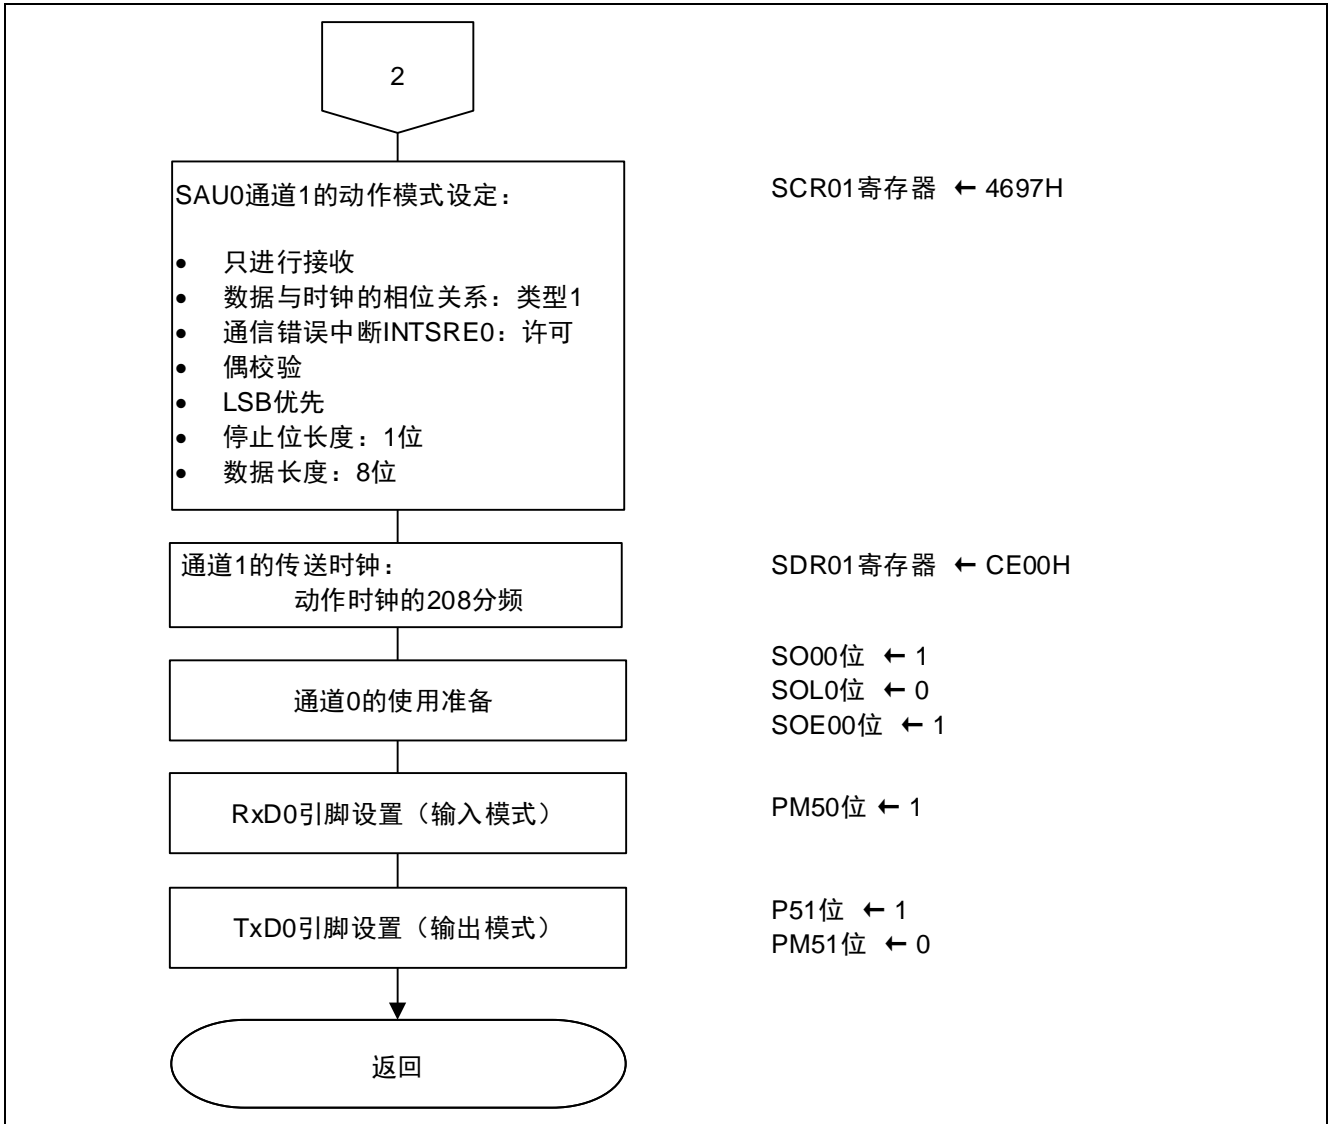 2
SAU0通道1的动作模式设定：
SCR01寄存器 ← 4697H
• 只进行接收
• 数据与时钟的相位关系：类型1
• 通信错误中断INTSRE0：许可
• 偶校验
• LSB优先
• 停止位长度：1位
• 数据长度：8位
通道1的传送时钟：
动作时钟的208分频
SDR01寄存器 ← CE00H
通道0的使用准备
SO00位 ← 1
SOL0位 ← 0
SOE00位 ← 1
RxD0引脚设置（输入模式）
PM50位 ← 1
TxD0引脚设置（输出模式）
P51位 ← 1
PM51位 ← 0
返回